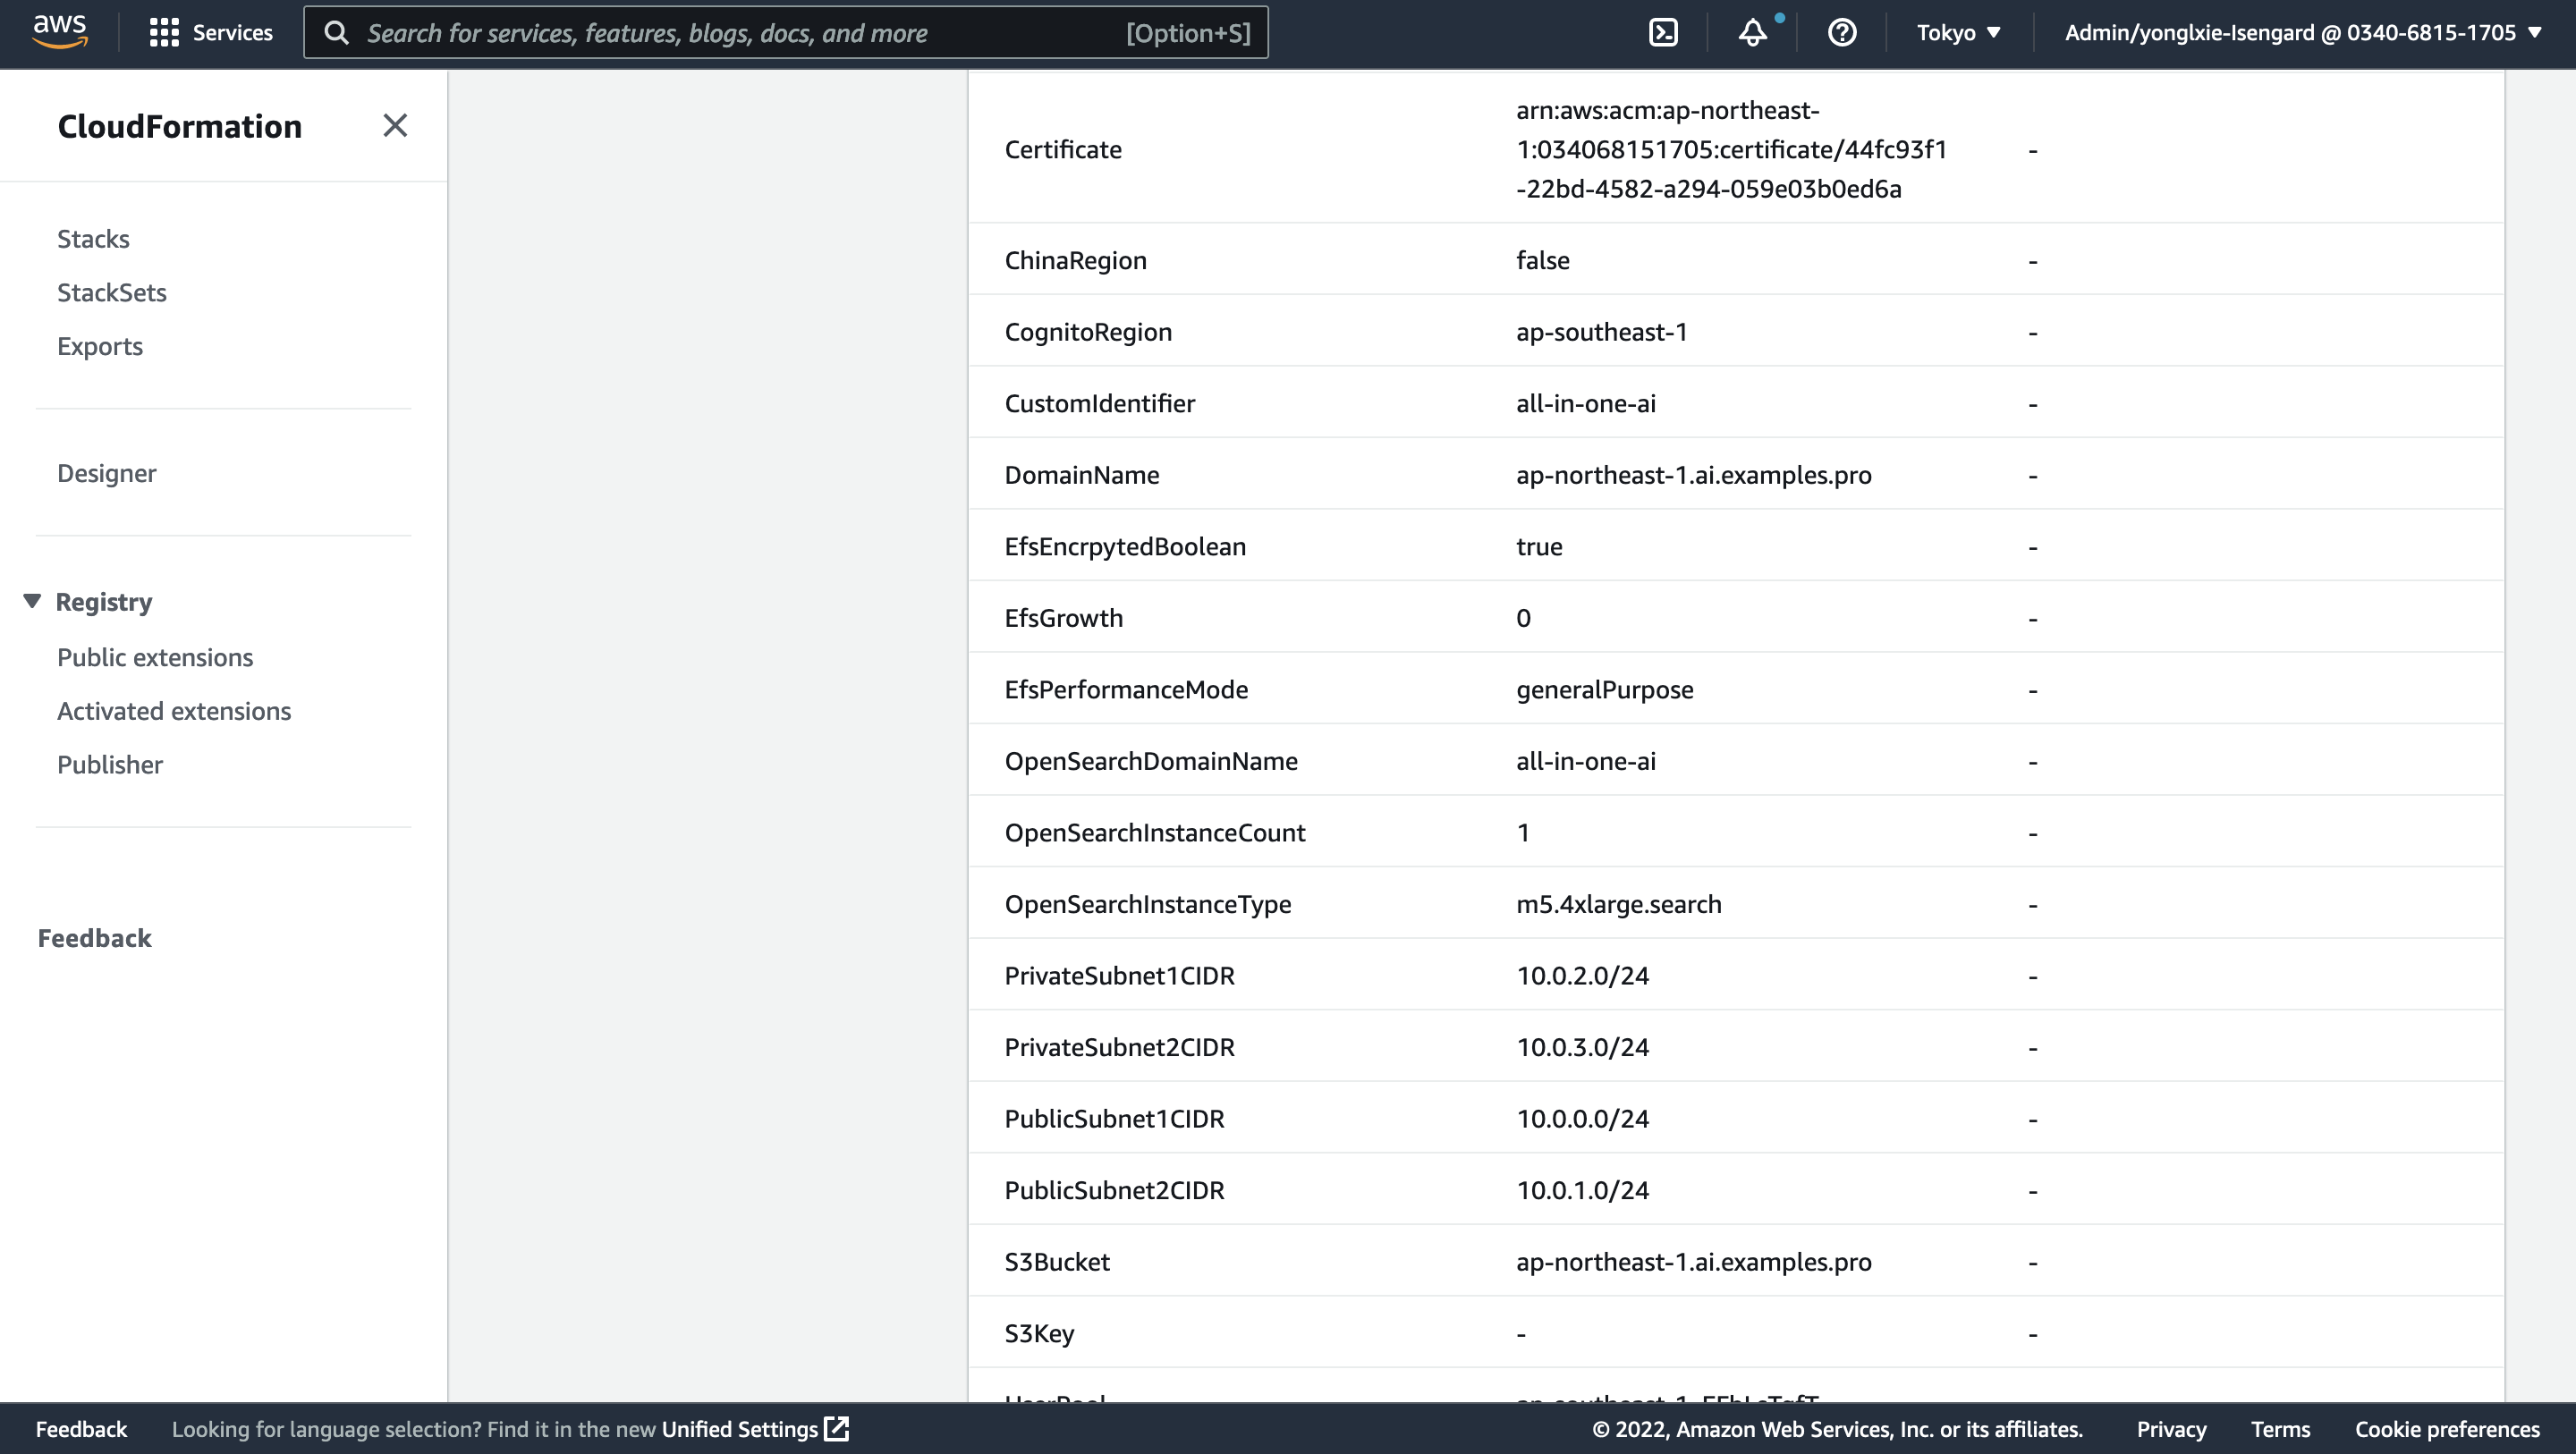 aws
Services
Search for services, features, blogs, docs, and more
[Option+S]
Tokyo
Admin/yonglxie-Isengard @ 0340-6815-1705
CloudFormation
Stacks
StackSets
Exports
Designer
Registry
Public extensions
Activated extensions
Publisher
Feedback
Certificate
arn:aws:acm:ap-northeast-
1:034068151705:certificate/44fc93f1
-22bd-4582-a294-059e03b0ed6a
-
ChinaRegion false -
CognitoRegion ap-southeast-1 -
CustomIdentifier all-in-one-ai -
DomainName ap-northeast-1.ai.examples.pro -
EfsEncrpytedBoolean true -
EfsGrowth 0 -
EfsPerformanceMode generalPurpose -
OpenSearchDomainName all-in-one-ai -
OpenSearchInstanceCount 1 -
OpenSearchInstanceType m5.4xlarge.search -
PrivateSubnet1CIDR 10.0.2.0/24 -
PrivateSubnet2CIDR 10.0.3.0/24 -
PublicSubnet1CIDR 10.0.0.0/24 -
PublicSubnet2CIDR 10.0.1.0/24 -
S3Bucket ap-northeast-1.ai.examples.pro -
S3Key - -
UserPool
Feedback
Looking for language selection? Find it in the new Unified Settings
© 2022, Amazon Web Services, Inc. or its affiliates.
Privacy
Terms
Cookie preferences